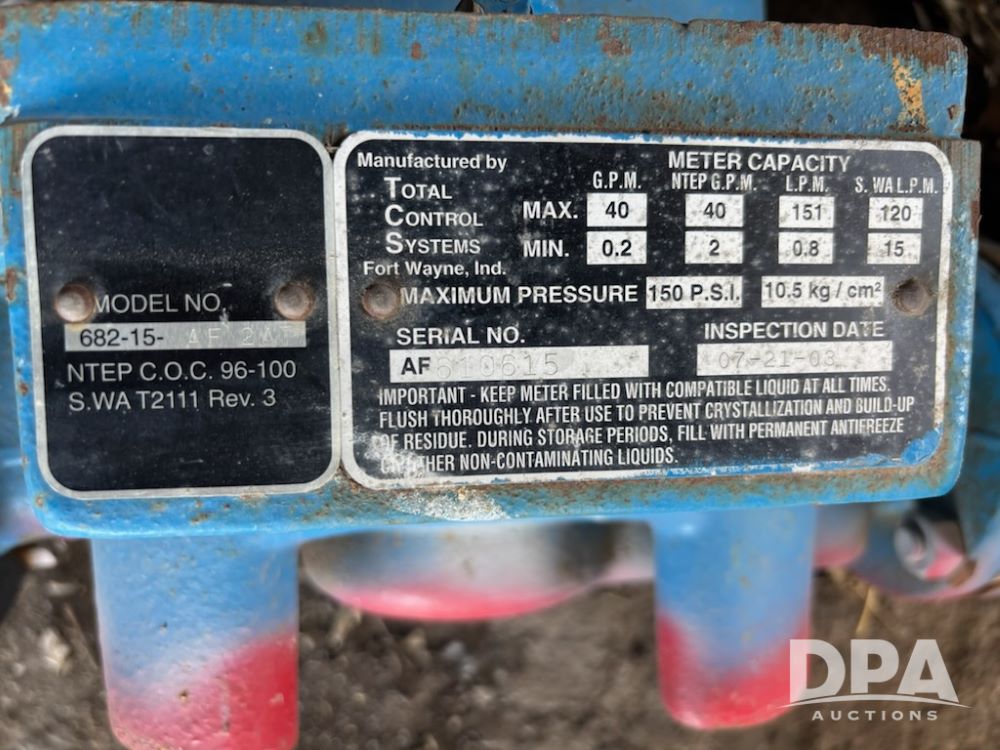 MODEL NO.
682-15-
NTEP C.O.C. 96-100
S.WA T2111 Rev. 3
Manufactured by
TOTAL
CONTROL
SYSTEMS
Fort Wayne, Ind.
METER CAPACITY
G.P.M. NTEP G.P.M. L.P.M. S. WA L.P.M.
MAX. 40 40 151 120
MIN. 0.2 2 0.8 15
MAXIMUM PRESSURE 150 P.S.I. 10.5 kg / cm²
SERIAL NO. INSPECTION DATE
AF 610615 07-21-03
IMPORTANT - KEEP METER FILLED WITH COMPATIBLE LIQUID AT ALL TIMES.
FLUSH THOROUGHLY AFTER USE TO PREVENT CRYSTALLIZATION AND BUILD-UP
OF RESIDUE. DURING STORAGE PERIODS, FILL WITH PERMANENT ANTIFREEZE
OR OTHER NON-CONTAMINATING LIQUIDS.
DPA
AUCTIONS